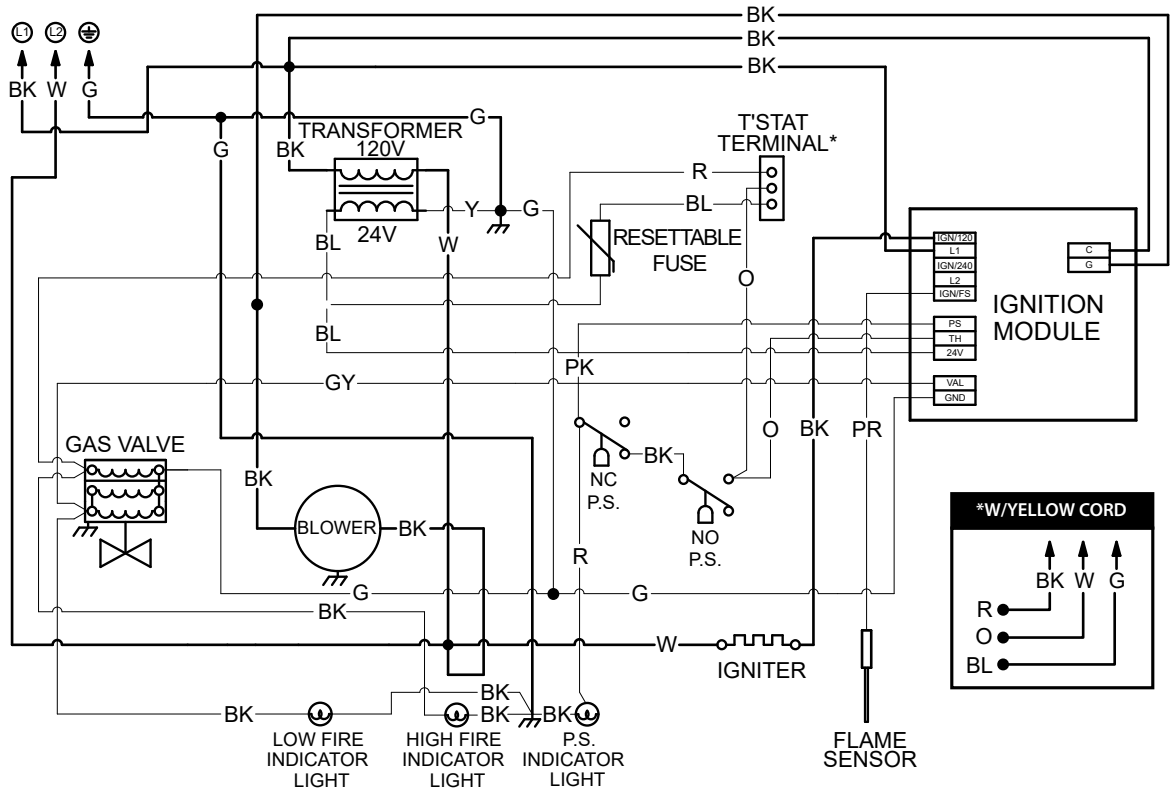 BK
BK
BK
L1
L2
BK
W
G
G
G
BK
TRANSFORMER
120V
24V
T'STAT
TERMINAL*
R
BL
Y
G
W
BL
RESETTABLE
FUSE
O
BL
IGN/120
L1
IGN/240
L2
IGN/FS
PS
TH
24V
VAL
GND
C
G
IGNITION
MODULE
PK
GY
GAS VALVE
BK
BLOWER
BK
NC
P.S.
BK
NO
P.S.
O
BK
PR
R
G
G
BK
W
IGNITER
BK
BK
BK
BK
LOW FIRE
INDICATOR
LIGHT
HIGH FIRE
INDICATOR
LIGHT
P.S.
INDICATOR
LIGHT
FLAME
SENSOR
*W/YELLOW CORD
BK
W
G
R
O
BL